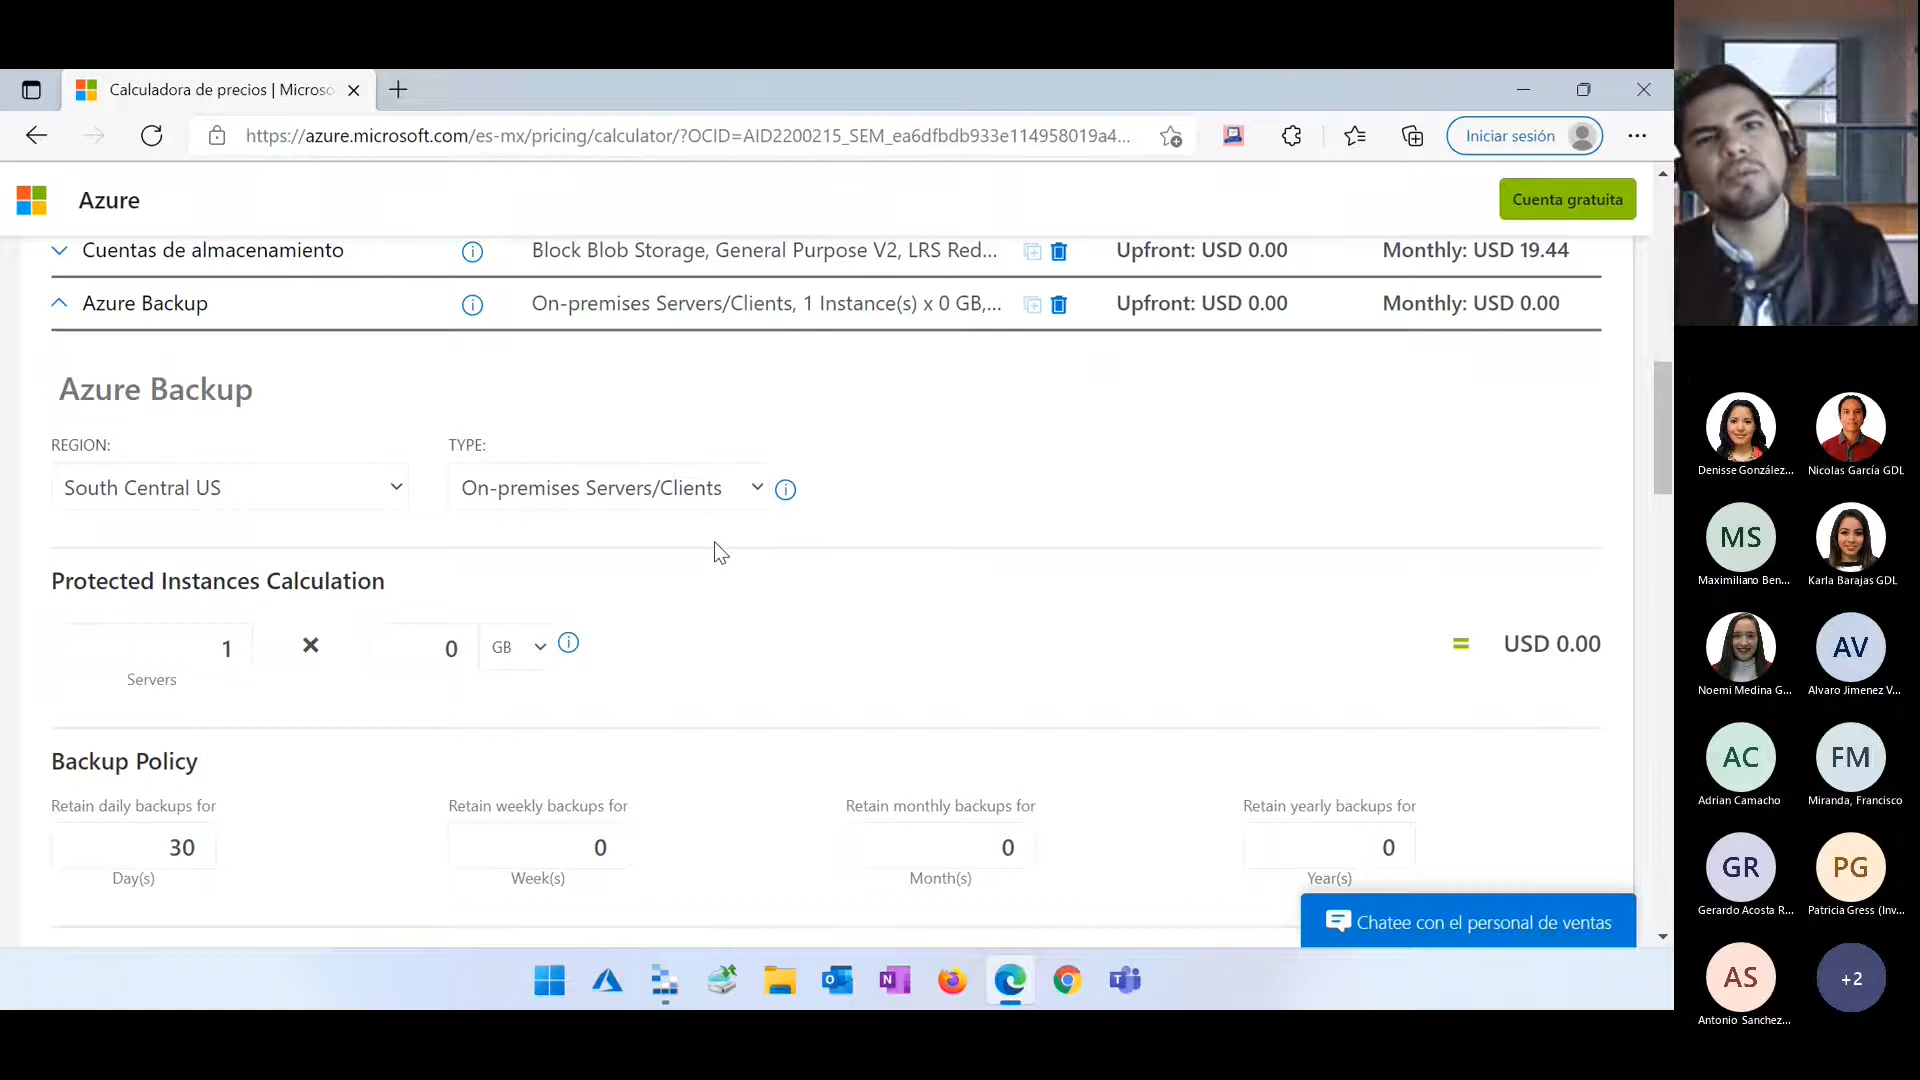 Calculadora de precios | Microso
https://azure.microsoft.com/es-mx/pricing/calculator/?OCID=AID2200215_SEM_ea6dfbdb933e114958019a4...
Iniciar sesión
Azure
Cuenta gratuita
Cuentas de almacenamiento
Block Blob Storage, General Purpose V2, LRS Red...
Upfront: USD 0.00
Monthly: USD 19.44
Azure Backup
On-premises Servers/Clients, 1 Instance(s) x 0 GB,...
Upfront: USD 0.00
Monthly: USD 0.00
Azure Backup
REGION:
TYPE:
South Central US
On-premises Servers/Clients
Protected Instances Calculation
1
×
0
GB
=
USD 0.00
Servers
Backup Policy
Retain daily backups for
Retain weekly backups for
Retain monthly backups for
Retain yearly backups for
30
0
0
0
Day(s)
Week(s)
Month(s)
Year(s)
Chatee con el personal de ventas
Denisse González...
Nicolas García GDL
MS
Maximiliano Ben...
Karla Barajas GDL
Noemi Medina G...
AV
Alvaro Jimenez V...
AC
Adrian Camacho
FM
Miranda, Francisco
GR
Gerardo Acosta R...
PG
Patricia Gress (Inv...
AS
Antonio Sanchez...
+2